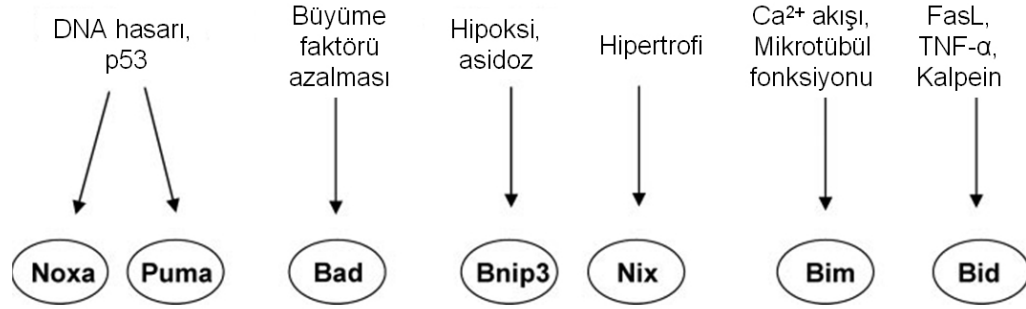 DNA hasarı,
p53
Büyüme
faktörü
azalması
Hipoksi,
asidoz
Hipertrofi
Ca²⁺ akışı,
Mikrotübül
fonksiyonu
FasL,
TNF-α,
Kalpein
Noxa
Puma
Bad
Bnip3
Nix
Bim
Bid